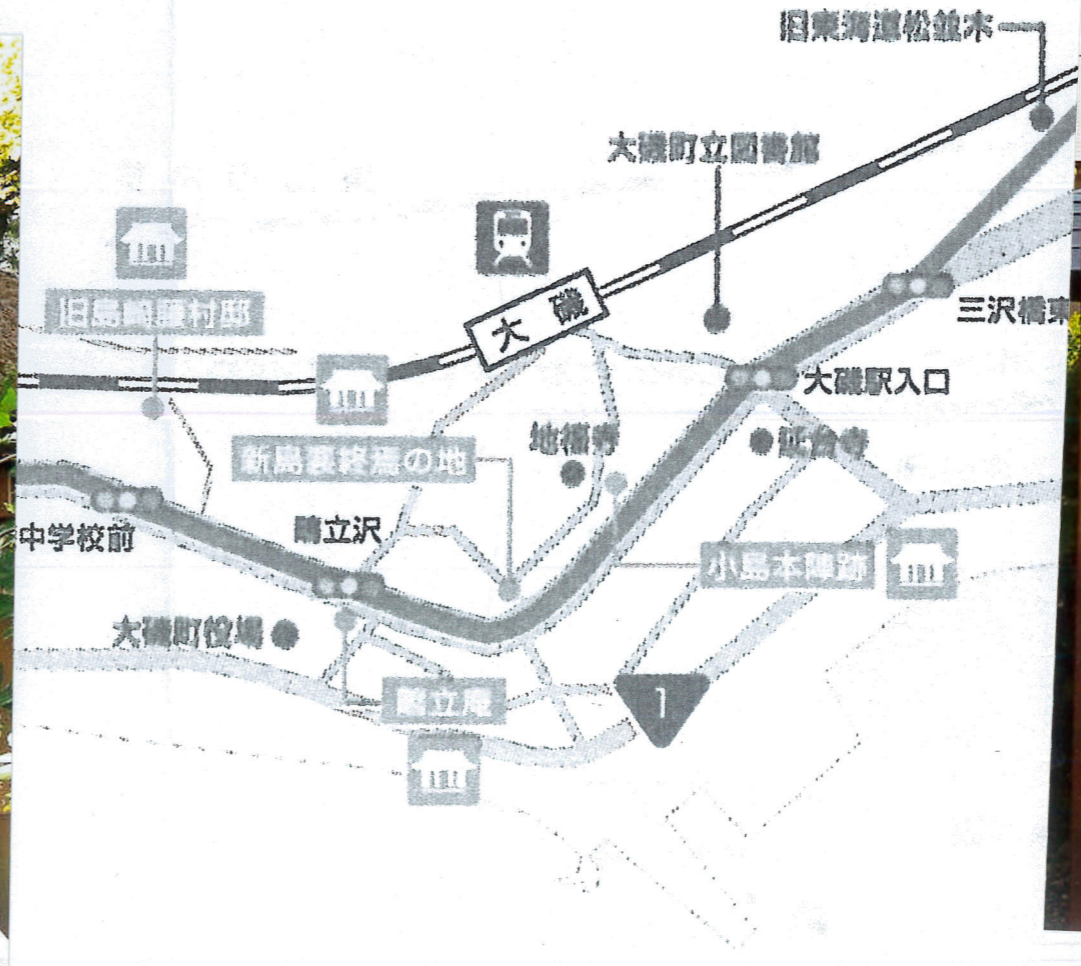 旧東海道松並木
大磯町立図書館
旧島崎藤村邸
大磯
三沢橋東
大磯駅入口
地福寺
延台寺
新島襄終焉の地
中学校前
鴫立沢
小島本陣跡
大磯町役場
鴫立庵
1